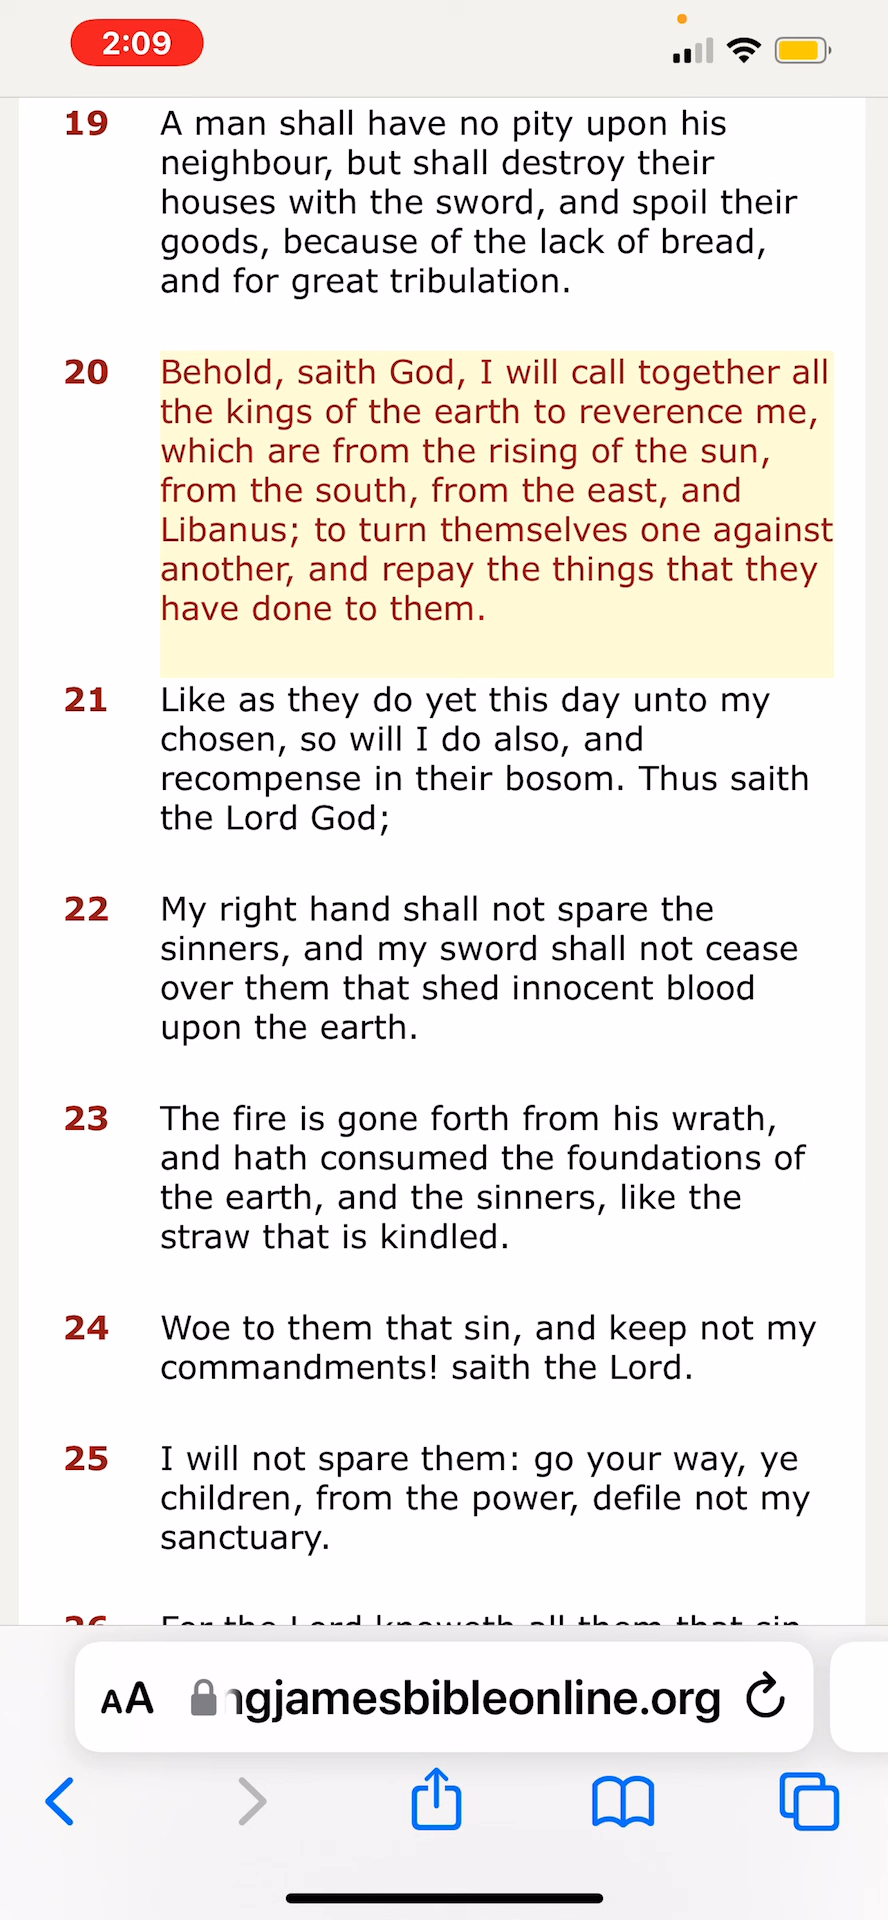 2:09
19 A man shall have no pity upon his
neighbour, but shall destroy their
houses with the sword, and spoil their
goods, because of the lack of bread,
and for great tribulation.
20 Behold, saith God, I will call together all
the kings of the earth to reverence me,
which are from the rising of the sun,
from the south, from the east, and
Libanus; to turn themselves one against
another, and repay the things that they
have done to them.
21 Like as they do yet this day unto my
chosen, so will I do also, and
recompense in their bosom. Thus saith
the Lord God;
22 My right hand shall not spare the
sinners, and my sword shall not cease
over them that shed innocent blood
upon the earth.
23 The fire is gone forth from his wrath,
and hath consumed the foundations of
the earth, and the sinners, like the
straw that is kindled.
24 Woe to them that sin, and keep not my
commandments! saith the Lord.
25 I will not spare them: go your way, ye
children, from the power, defile not my
sanctuary.
26 For the Lord knoweth all them that sin
AA ngjamesbibleonline.org